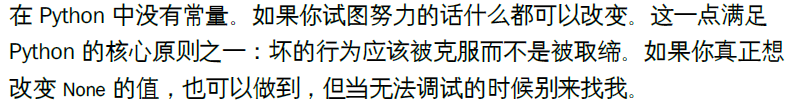 在 Python 中没有常量。如果你试图努力的话什么都可以改变。这一点满足
Python 的核心原则之一：坏的行为应该被克服而不是被取缔。如果你真正想
改变 None 的值，也可以做到，但当无法调试的时候别来找我。